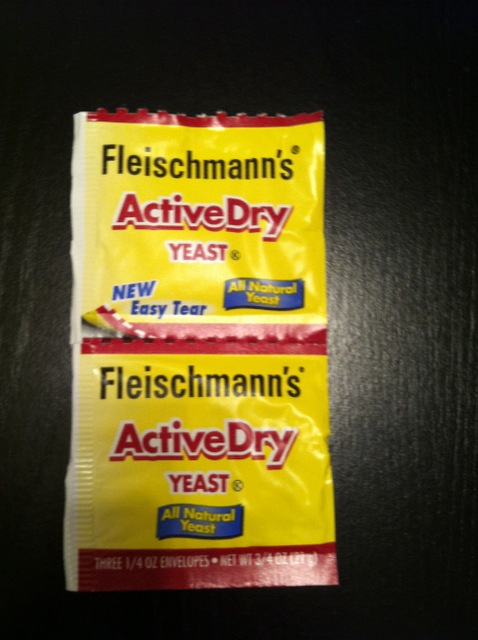 Fleischmann's®
ActiveDry
YEAST®
NEW
Easy Tear
All Natural
Yeast
Fleischmann's®
ActiveDry
YEAST®
All Natural
Yeast
THREE 1/4 OZ ENVELOPES • NET WT 3/4 OZ (21 g)